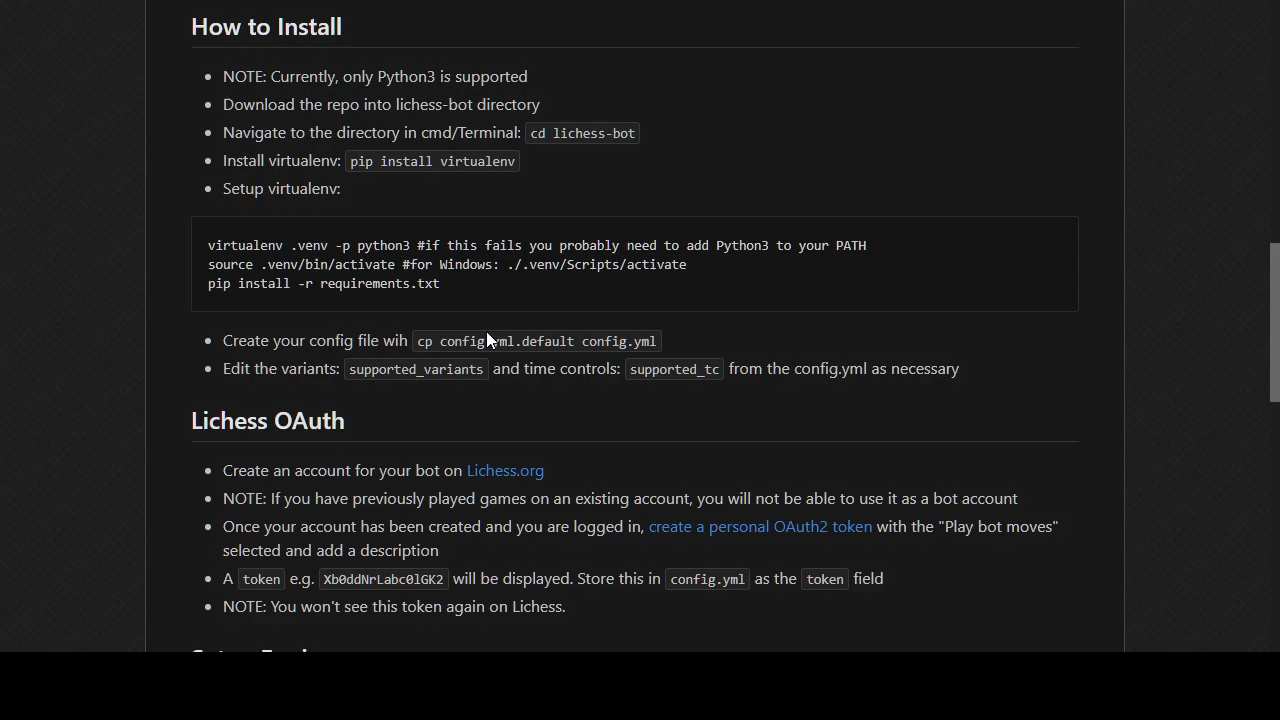 How to Install
NOTE: Currently, only Python3 is supported
Download the repo into lichess-bot directory
Navigate to the directory in cmd/Terminal: cd lichess-bot
Install virtualenv: pip install virtualenv
Setup virtualenv:
virtualenv .venv -p python3 #if this fails you probably need to add Python3 to your PATH
source .venv/bin/activate #for Windows: ./.venv/Scripts/activate
pip install -r requirements.txt
Create your config file wih cp config.yml.default config.yml
Edit the variants: supported_variants and time controls: supported_tc from the config.yml as necessary
Lichess OAuth
Create an account for your bot on Lichess.org
NOTE: If you have previously played games on an existing account, you will not be able to use it as a bot account
Once your account has been created and you are logged in, create a personal OAuth2 token with the "Play bot moves"
selected and add a description
A token e.g. Xb0ddNrLabc0lGK2 will be displayed. Store this in config.yml as the token field
NOTE: You won't see this token again on Lichess.